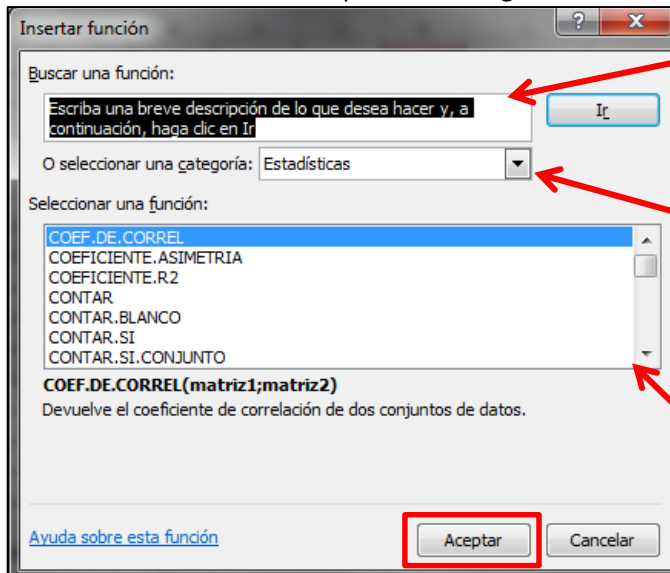 Insertar función
Buscar una función:
Escriba una breve descripción de lo que desea hacer y, a
continuación, haga clic en Ir
Ir
O seleccionar una categoría: Estadísticas
Seleccionar una función:
COEF.DE.CORREL
COEFICIENTE.ASIMETRIA
COEFICIENTE.R2
CONTAR
CONTAR.BLANCO
CONTAR.SI
CONTAR.SI.CONJUNTO
COEF.DE.CORREL(matriz1;matriz2)
Devuelve el coeficiente de correlación de dos conjuntos de datos.
Ayuda sobre esta función
Aceptar
Cancelar